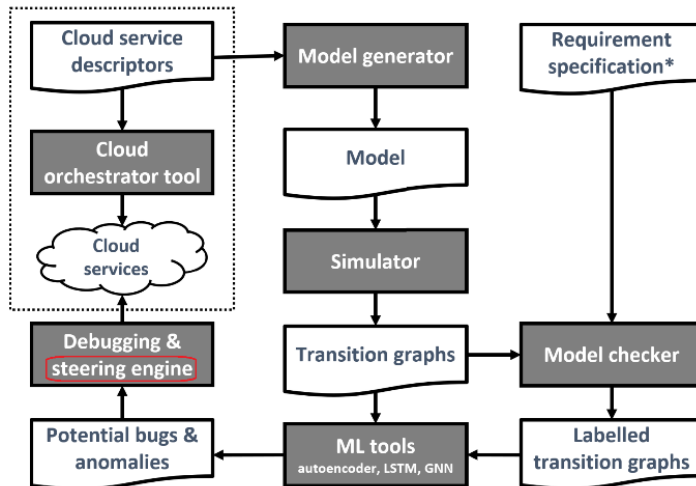 Cloud service
descriptors
Model generator
Requirement
specification*
Cloud
orchestrator tool
Model
Cloud
services
Simulator
Debugging &
steering engine
Transition graphs
Model checker
Potential bugs &
anomalies
ML tools
autoencoder, LSTM, GNN
Labelled
transition graphs